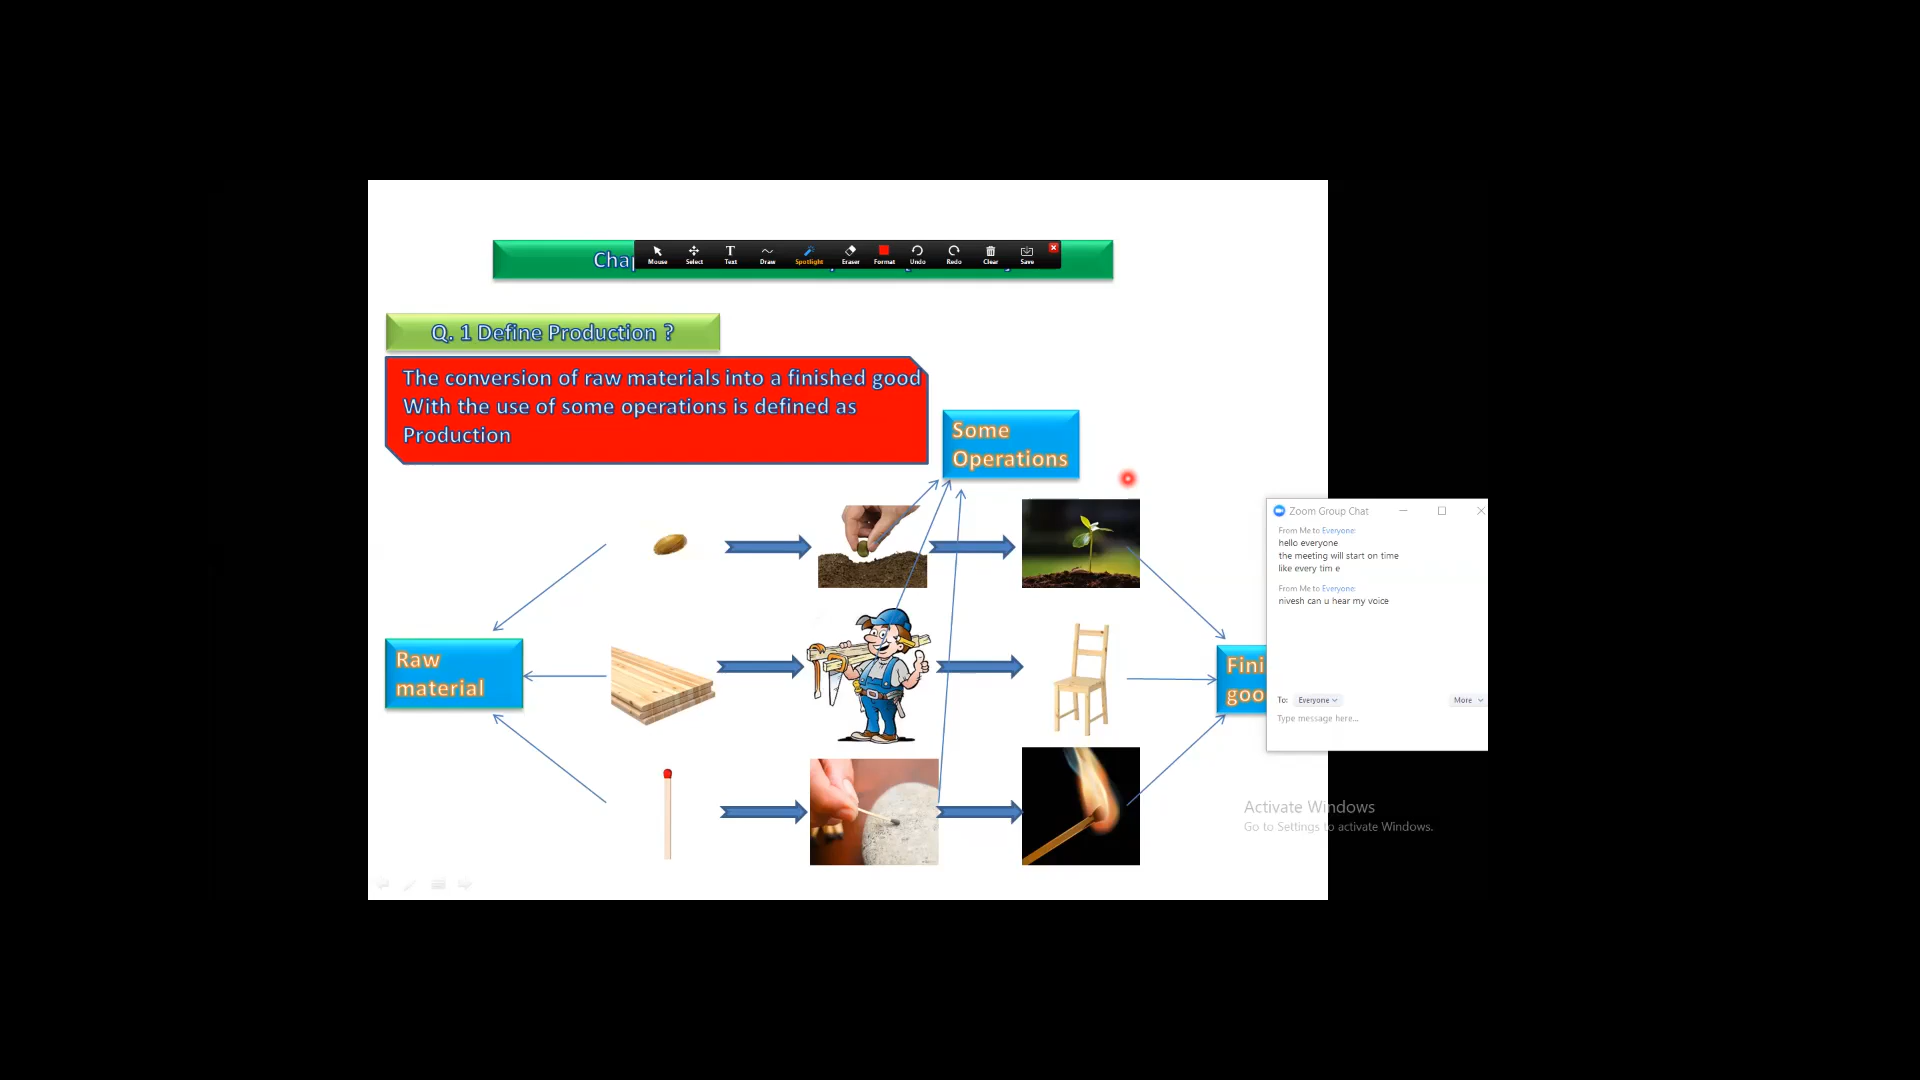 Mouse Select Text Draw Spotlight Eraser Format Undo Redo Clear Save
Q. 1 Define Production ?
The conversion of raw materials into a finished good
With the use of some operations is defined as
Production
Some
Operations
Zoom Group Chat
From Me to Everyone:
hello everyone
the meeting will start on time
like every tim e
From Me to Everyone:
nivesh can u hear my voice
Raw
material
To: Everyone More
Type message here...
Activate Windows
Go to Settings to activate Windows.